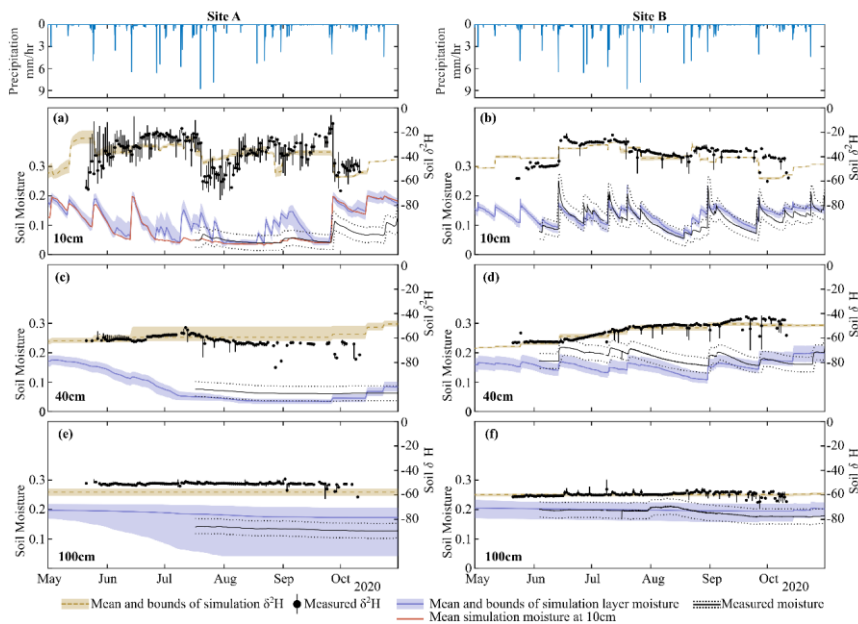 Site A
Site B
Precipitation
mm/hr
0
3
6
9
Precipitation
mm/hr
0
3
6
9
(a)
Soil Moisture
0.3
0.2
0.1
0
10cm
0
-20
-40
-60
-80
Soil δ²H
(b)
Soil Moisture
0.3
0.2
0.1
0
10cm
0
-20
-40
-60
-80
Soil δ²H
(c)
Soil Moisture
0.3
0.2
0.1
0
40cm
0
-20
-40
-60
-80
Soil δ²H
(d)
Soil Moisture
0.3
0.2
0.1
0
40cm
0
-20
-40
-60
-80
Soil δ²H
(e)
Soil Moisture
0.3
0.2
0.1
100cm
0
-20
-40
-60
-80
Soil δ H
(f)
Soil Moisture
0.3
0.2
0.1
100cm
0
-20
-40
-60
-80
Soil δ H
May Jun Jul Aug Sep Oct
2020
May Jun Jul Aug Sep Oct
2020
Mean and bounds of simulation δ²H
Measured δ²H
Mean and bounds of simulation layer moisture
Measured moisture
Mean simulation moisture at 10cm